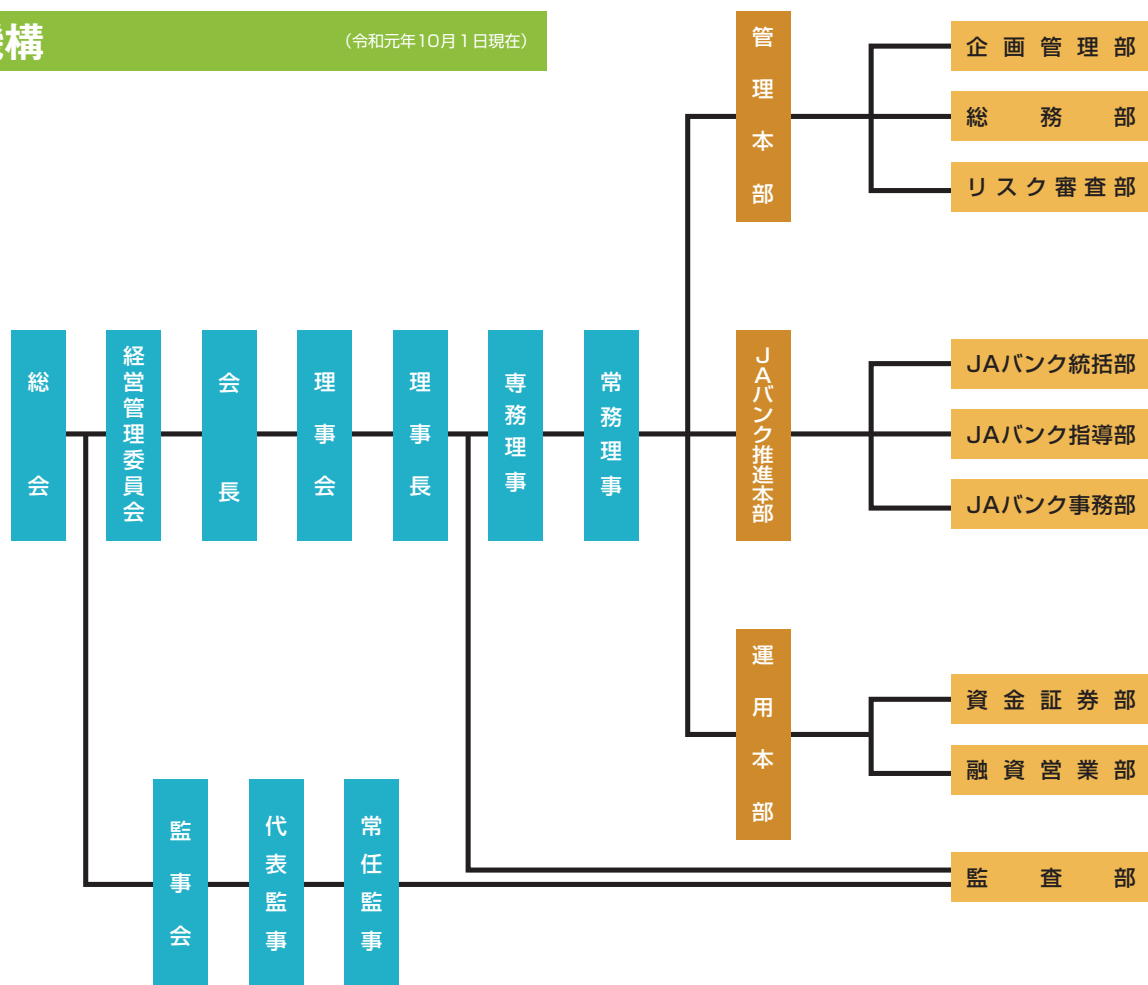 構
（令和元年10月1日現在）
総会
経営管理委員会
会長
理事会
理事長
専務理事
常務理事
管理本部
企画管理部
総務部
リスク審査部
JAバンク推進本部
JAバンク統括部
JAバンク指導部
JAバンク事務部
運用本部
資金証券部
融資営業部
監事会
代表監事
常任監事
監査部